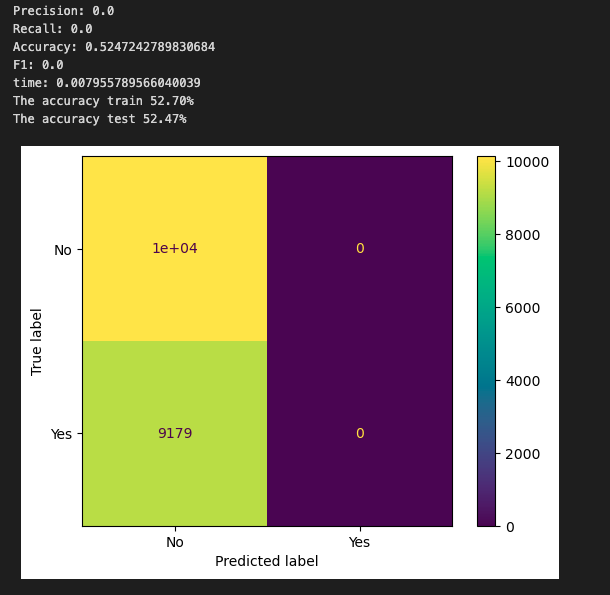 Precision: 0.0
Recall: 0.0
Accuracy: 0.5247242789830684
F1: 0.0
time: 0.007955789566040039
The accuracy train 52.70%
The accuracy test 52.47%
10000
8000
6000
4000
2000
0
True label
No
1e+04
0
Yes
9179
0
No
Yes
Predicted label